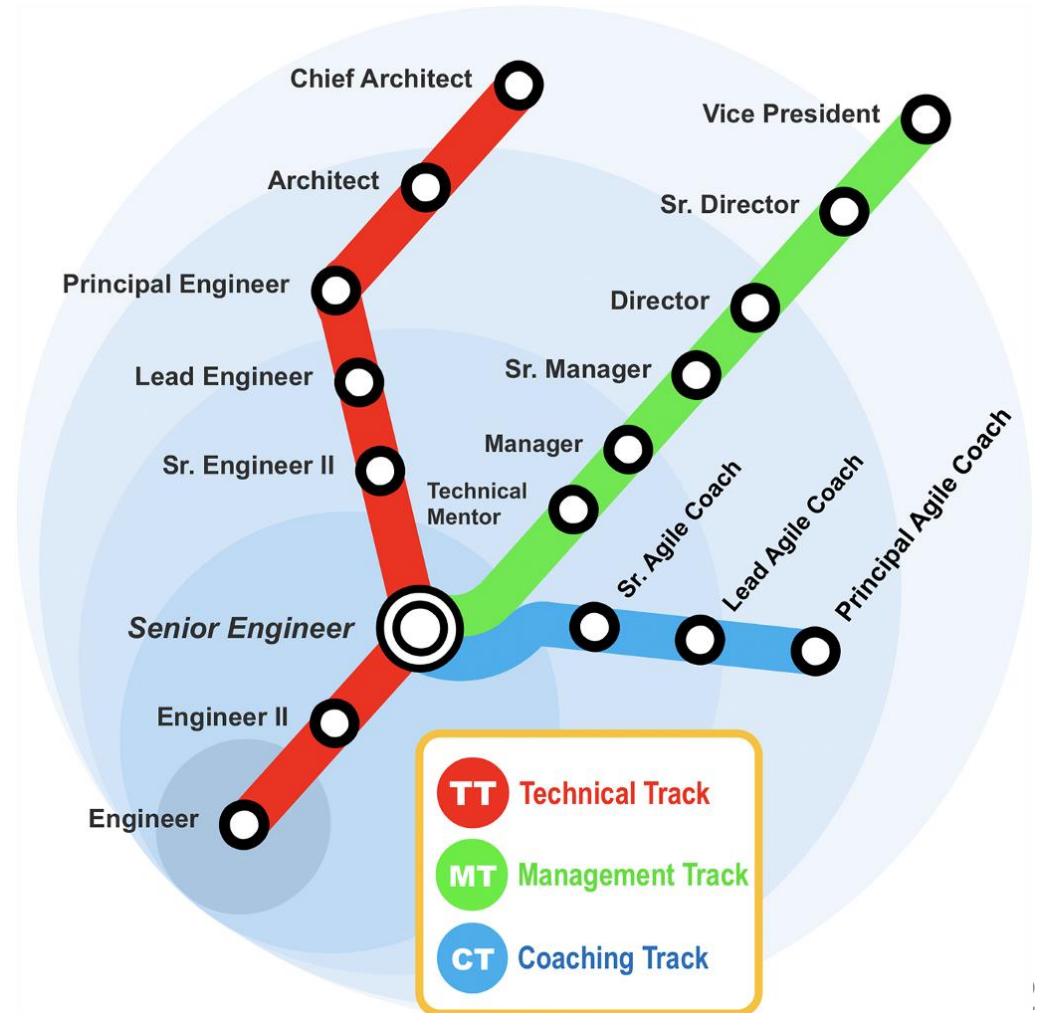 Chief Architect
Vice President
Architect
Sr. Director
Principal Engineer
Director
Lead Engineer
Sr. Manager
Manager
Sr. Engineer II
Technical
Mentor
Sr. Agile Coach
Lead Agile Coach
Principal Agile Coach
Senior Engineer
Engineer II
Engineer
TT Technical Track
MT Management Track
CT Coaching Track